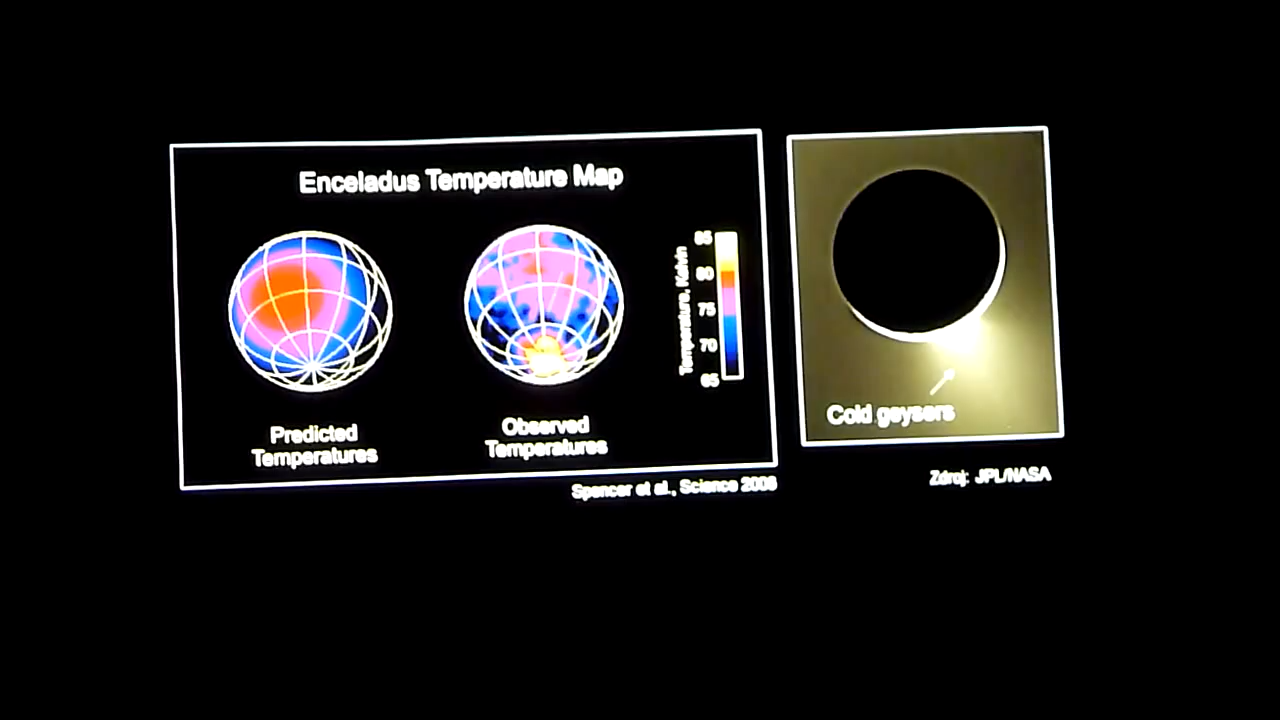 Enceladus Temperature Map
Temperature, Kelvin
85
80
75
70
65
Predicted
Temperatures
Observed
Temperatures
Spencer et al., Science 2006
Cold geysers
Zdroj: JPL/NASA